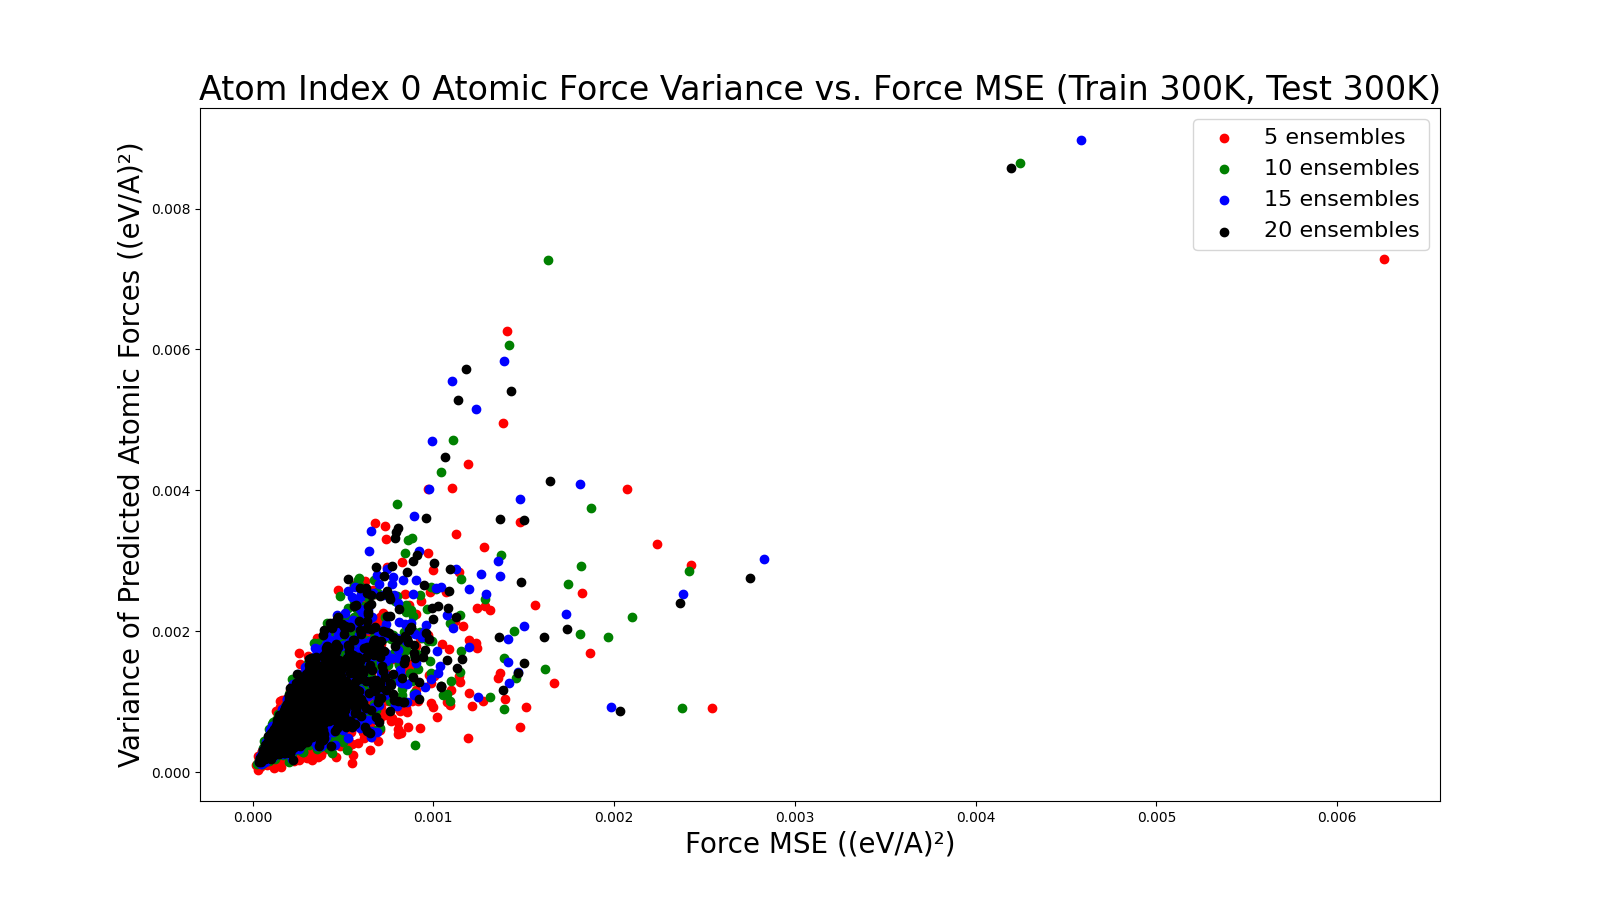 Atom Index 0 Atomic Force Variance vs. Force MSE (Train 300K, Test 300K)
5 ensembles
10 ensembles
15 ensembles
20 ensembles
Variance of Predicted Atomic Forces ((eV/A)²)
0.008
0.006
0.004
0.002
0.000
0.000
0.001
0.002
0.003
0.004
0.005
0.006
Force MSE ((eV/A)²)